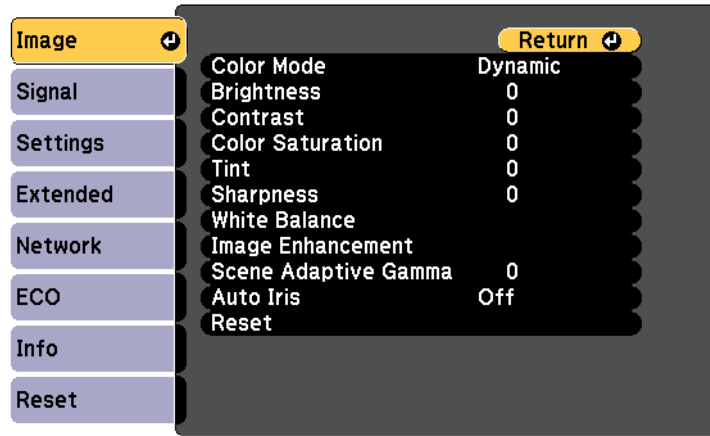 Image
Signal
Settings
Extended
Network
ECO
Info
Reset
Return
Color Mode Dynamic
Brightness 0
Contrast 0
Color Saturation 0
Tint 0
Sharpness 0
White Balance
Image Enhancement
Scene Adaptive Gamma 0
Auto Iris Off
Reset